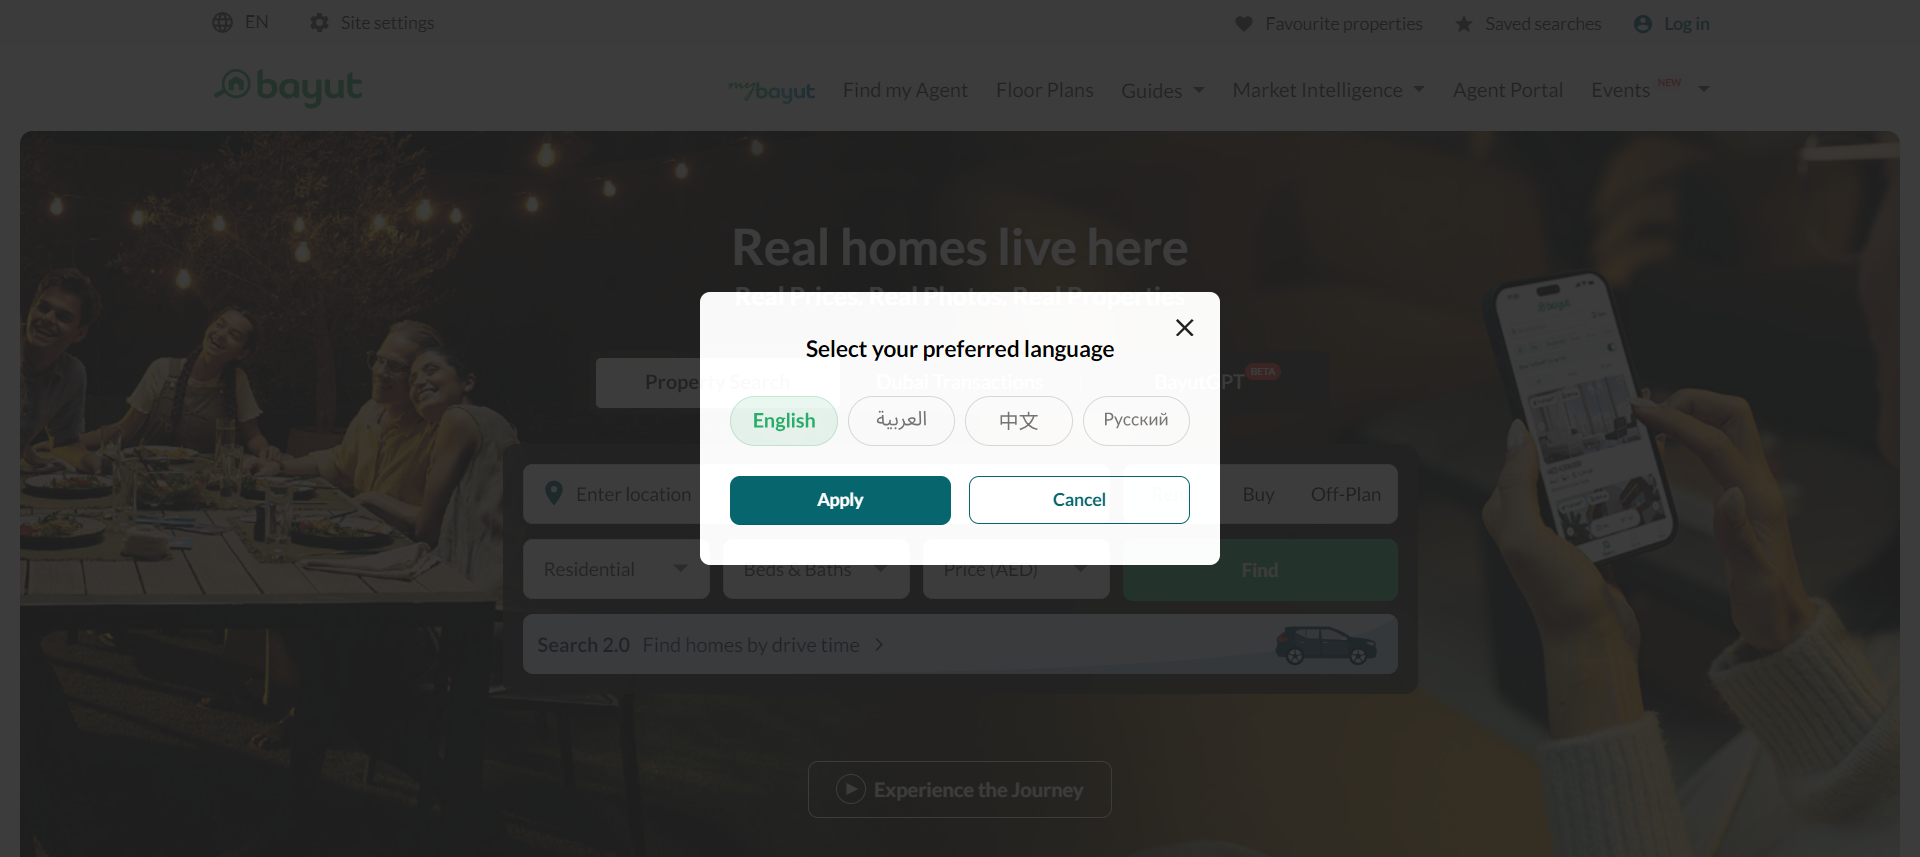 EN
Site settings
Favourite properties
Saved searches
Log in
bayut
mybayut
Find my Agent
Floor Plans
Guides
Market Intelligence
Agent Portal
Events NEW
Real homes live here
Real Prices. Real Photos. Real Properties
Select your preferred language
Property Search
Dubai Transactions
BayutGPT BETA
English
العربية
中文
Русский
Enter location
Buy
Off-Plan
Apply
Cancel
Residential
Beds & Baths
Price (AED)
Find
Search 2.0 Find homes by drive time
Experience the Journey